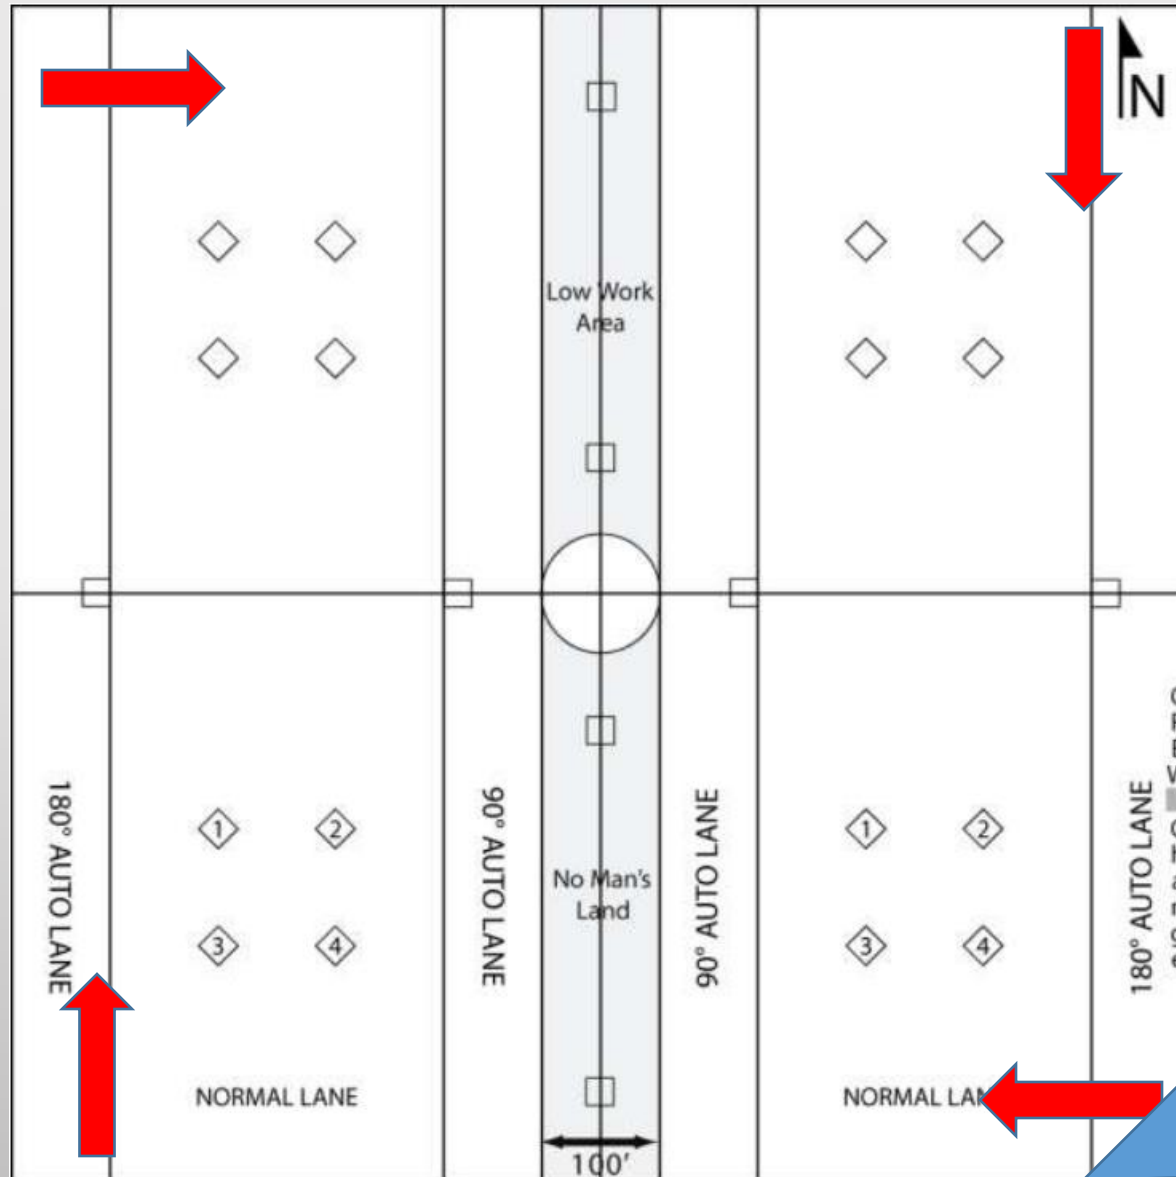 N
Low Work
Area
180° AUTO LANE
1
2
3
4
90° AUTO LANE
No Man's
Land
90° AUTO LANE
1
2
3
4
180° AUTO LANE
NORMAL LANE
NORMAL
100'